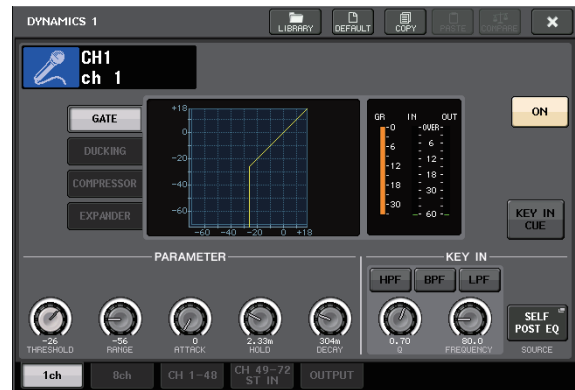 DYNAMICS 1
LIBRARY DEFAULT COPY PASTE COMPARE
CH1
ch 1
GATE
DUCKING
COMPRESSOR
EXPANDER
+18
0
-20
-40
-60
-60 -40 -20 0 +18
GR IN OUT
-0 -OVER-
-6 - 6 -
-12 - 12 -
-18 - 18 -
-30 - 30 -
- 60 -
ON
KEY IN
CUE
PARAMETER
KEY IN
HPF BPF LPF
-26 -56 0 2.33m 304m 0.70 80.0
THRESHOLD RANGE ATTACK HOLD DECAY Q FREQUENCY
SELF
POST EQ
SOURCE
1ch 8ch CH 1-48 CH 49-72
ST IN OUTPUT